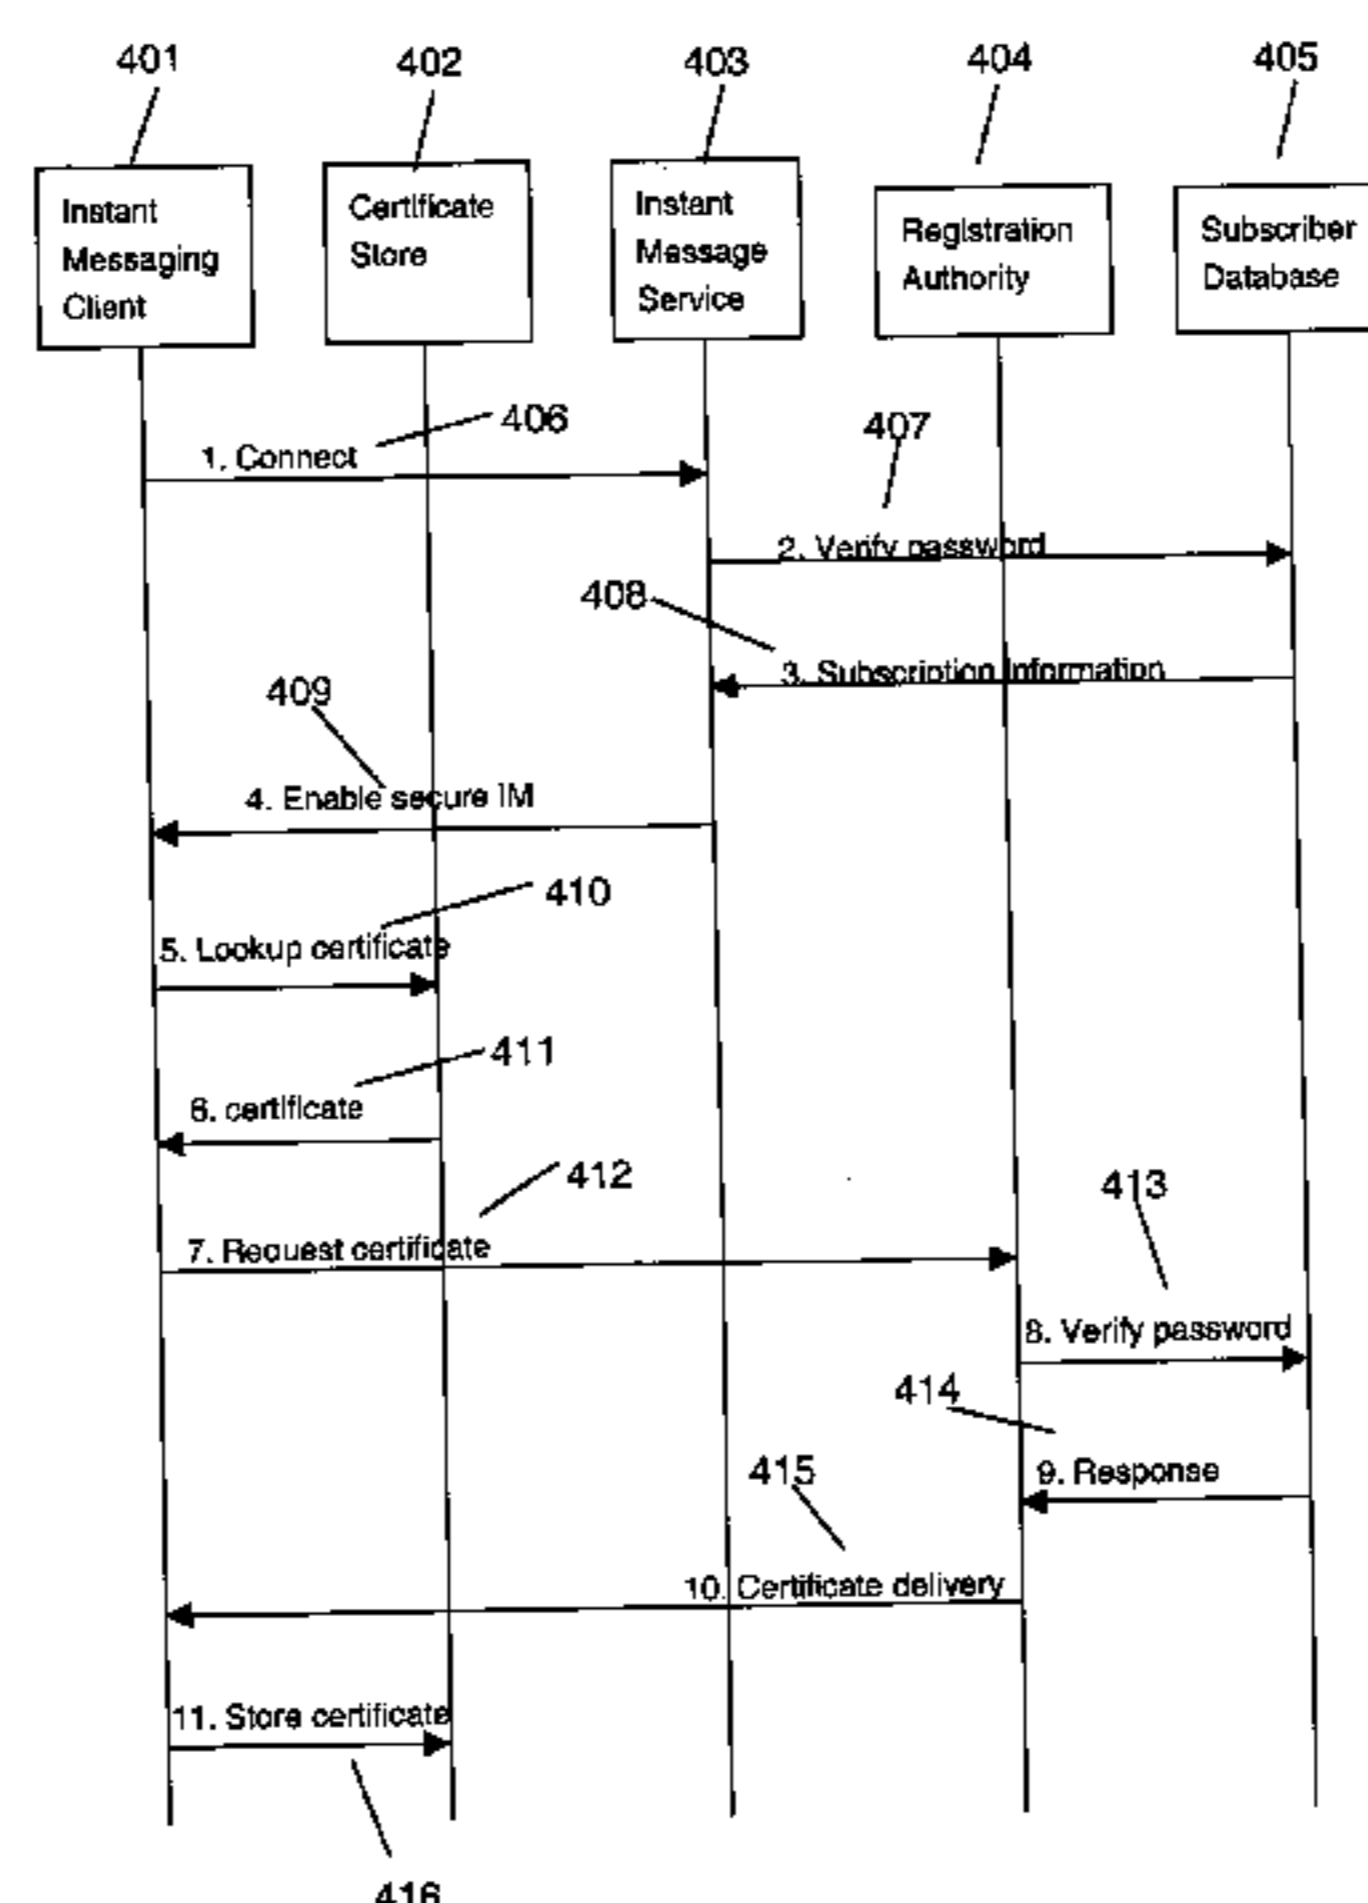 401
402
403
404
405
Instant
Messaging
Client
Certificate
Store
Instant
Message
Service
Registration
Authority
Subscriber
Database
406
1. Connect
407
2. Verify password
408
3. Subscription Information
409
4. Enable secure IM
410
5. Lookup certificate
411
6. certificate
412
7. Request certificate
413
8. Verify password
414
9. Response
415
10. Certificate delivery
11. Store certificate
416